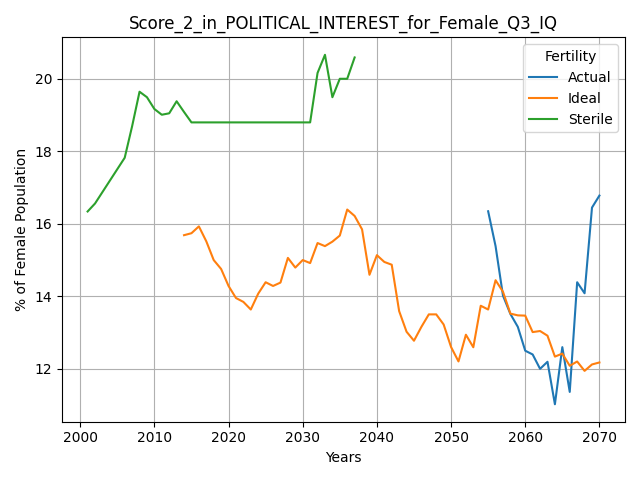 Score_2_in_POLITICAL_INTEREST_for_Female_Q3_IQ
Fertility
Actual
Ideal
Sterile
% of Female Population
20
18
16
14
12
2000 2010 2020 2030 2040 2050 2060 2070
Years